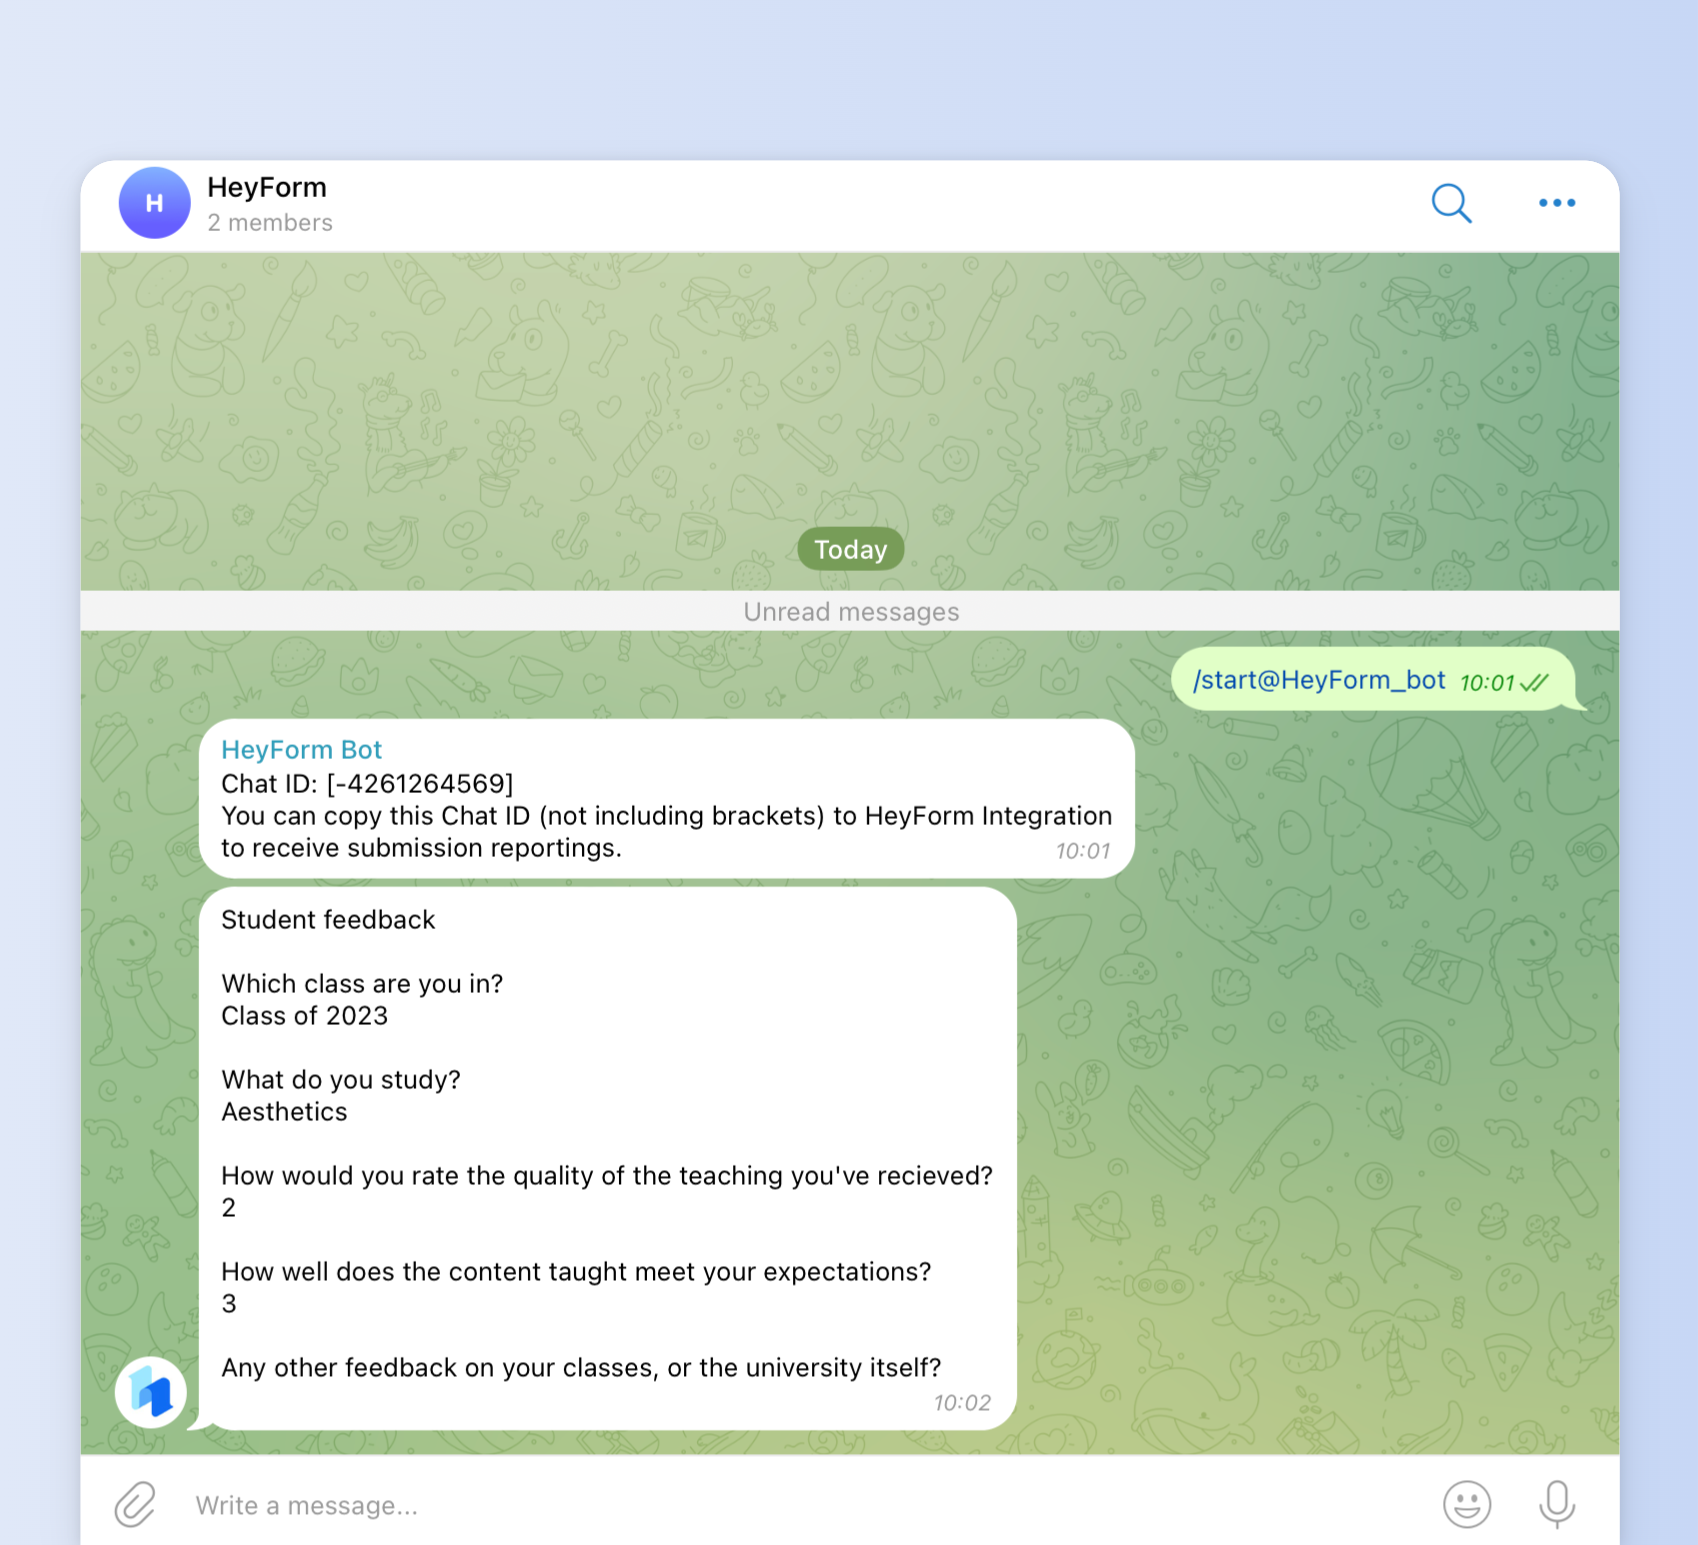 H
HeyForm
2 members
Today
Unread messages
/start@HeyForm_bot 10:01
HeyForm Bot
Chat ID: [-4261264569]
You can copy this Chat ID (not including brackets) to HeyForm Integration
to receive submission reportings. 10:01
Student feedback
Which class are you in?
Class of 2023
What do you study?
Aesthetics
How would you rate the quality of the teaching you've recieved?
2
How well does the content taught meet your expectations?
3
Any other feedback on your classes, or the university itself?
10:02
Write a message...